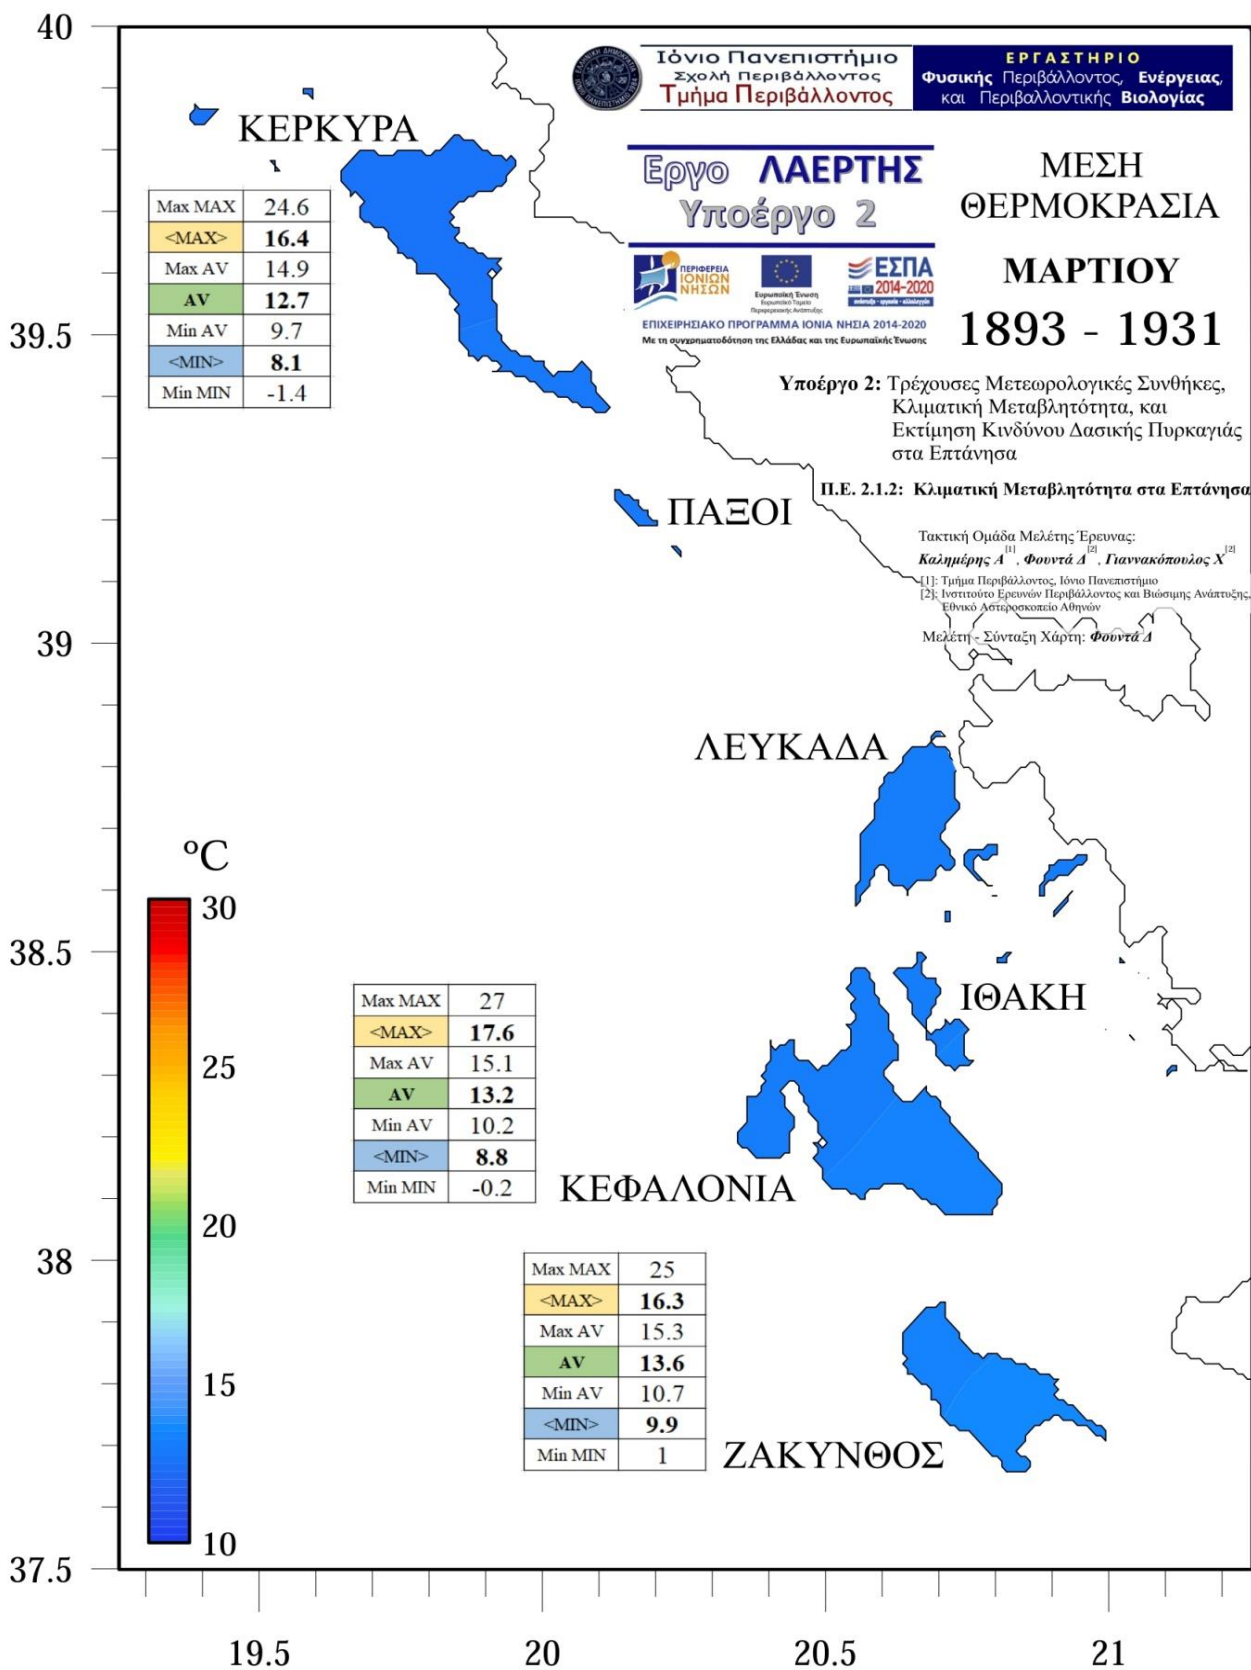 40
Ιόνιο Πανεπιστήμιο
Σχολή Περιβάλλοντος
Τμήμα Περιβάλλοντος
ΕΡΓΑΣΤΗΡΙΟ
Φυσικής Περιβάλλοντος, Ενέργειας,
και Περιβαλλοντικής Βιολογίας
Εργο ΛΑΕΡΤΗΣ
Υποέργο 2
ΠΕΡΙΦΕΡΕΙΑ
ΙΟΝΙΩΝ
ΝΗΣΩΝ
Ευρωπαϊκή Ένωση
Ευρωπαϊκό Ταμείο
Περιφερειακής Ανάπτυξης
ΕΣΠΑ
2014-2020
ανάπτυξη - εργασία - αλληλεγγύη
ΕΠΙΧΕΙΡΗΣΙΑΚΟ ΠΡΟΓΡΑΜΜΑ ΙΟΝΙΑ ΝΗΣΙΑ 2014-2020
Με τη συγχρηματοδότηση της Ελλάδας και της Ευρωπαϊκής Ένωσης
ΜΕΣΗ
ΘΕΡΜΟΚΡΑΣΙΑ
ΜΑΡΤΙΟΥ
1893 - 1931
Υποέργο 2: Τρέχουσες Μετεωρολογικές Συνθήκες,
Κλιματική Μεταβλητότητα, και
Εκτίμηση Κινδύνου Δασικής Πυρκαγιάς
στα Επτάνησα
Π.Ε. 2.1.2: Κλιματική Μεταβλητότητα στα Επτάνησα
Τακτική Ομάδα Μελέτης Έρευνας:
Καλημέρης Α [1], Φουντά Δ [2], Γιαννακόπουλος Χ [2]
[1]: Τμήμα Περιβάλλοντος, Ιόνιο Πανεπιστήμιο
[2]: Ινστιτούτο Ερευνών Περιβάλλοντος και Βιώσιμης Ανάπτυξης,
Εθνικό Αστεροσκοπείο Αθηνών
Μελέτη - Σύνταξη Χάρτη: Φουντά Δ
ΚΕΡΚΥΡΑ
Max MAX 24.6
<MAX> 16.4
Max AV 14.9
AV 12.7
Min AV 9.7
<MIN> 8.1
Min MIN -1.4
39.5
ΠΑΞΟΙ
39
ΛΕΥΚΑΔΑ
ºC
30
25
20
15
10
38.5
ΙΘΑΚΗ
Max MAX 27
<MAX> 17.6
Max AV 15.1
AV 13.2
Min AV 10.2
<MIN> 8.8
Min MIN -0.2
ΚΕΦΑΛΟΝΙΑ
38
Max MAX 25
<MAX> 16.3
Max AV 15.3
AV 13.6
Min AV 10.7
<MIN> 9.9
Min MIN 1
ΖΑΚΥΝΘΟΣ
37.5
19.5 20 20.5 21